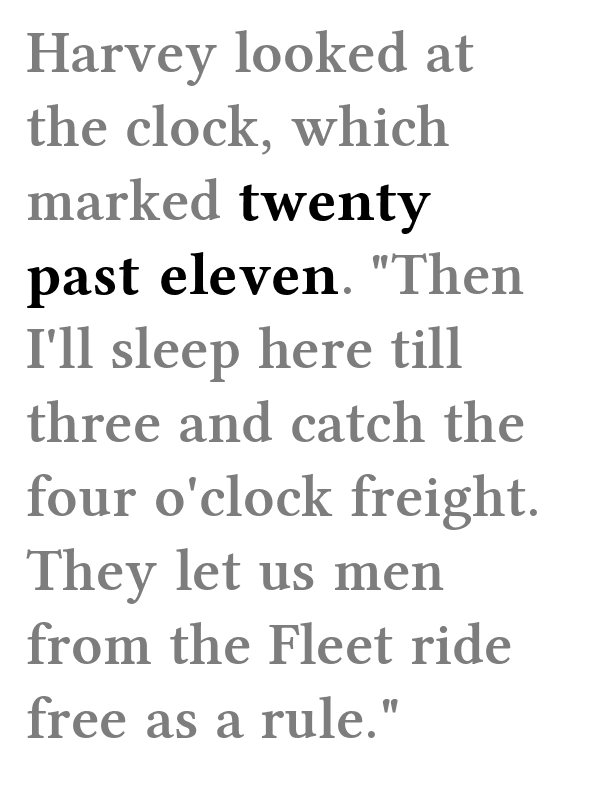 Harvey looked at
the clock, which
marked twenty
past eleven. "Then
I'll sleep here till
three and catch the
four o'clock freight.
They let us men
from the Fleet ride
free as a rule."